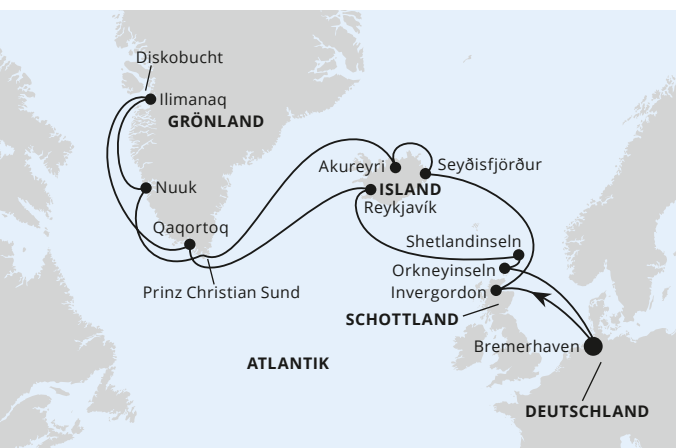 Diskobucht
Ilimanaq
GRÖNLAND
Akureyri
Seyðisfjörður
Nuuk
ISLAND
Reykjavík
Qaqortoq
Shetlandinseln
Orkneyinseln
Prinz Christian Sund
Invergordon
SCHOTTLAND
Bremerhaven
ATLANTIK
DEUTSCHLAND